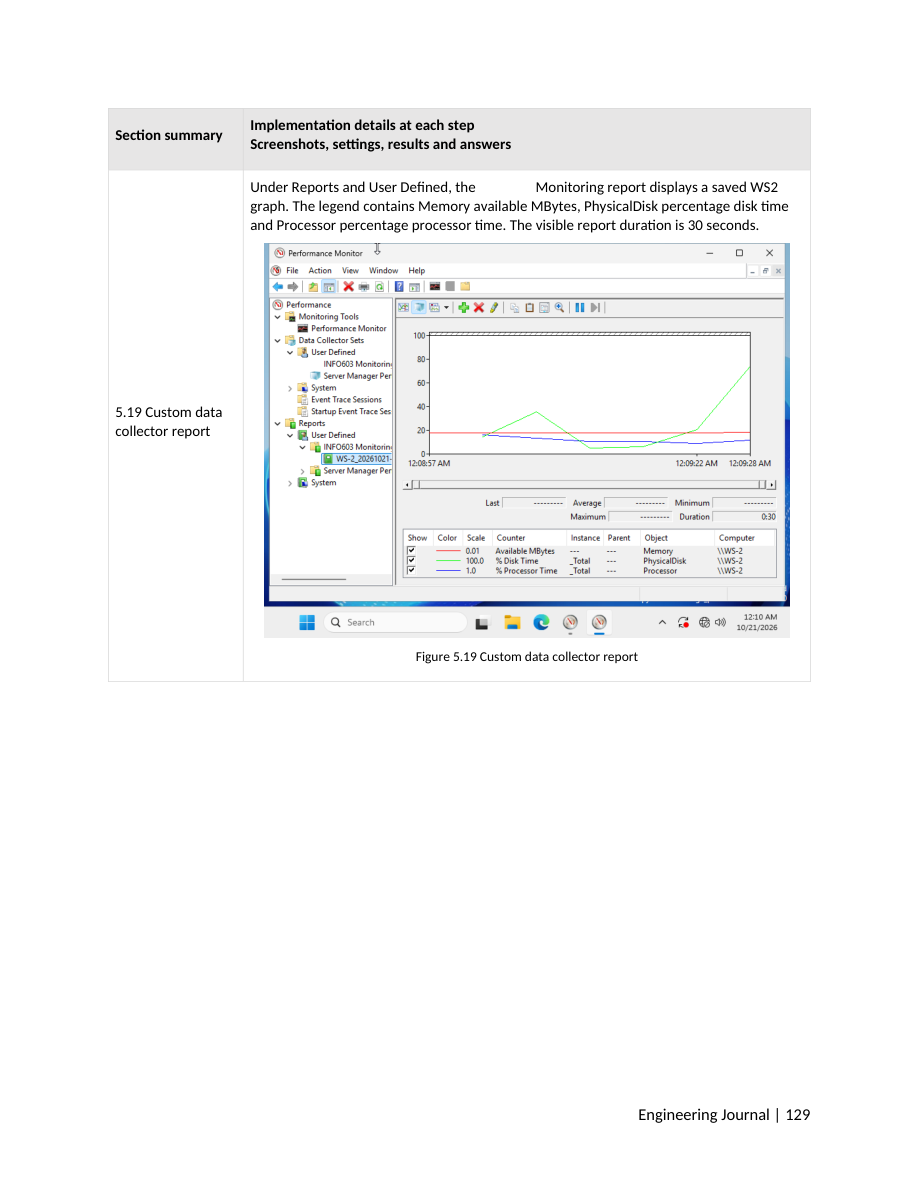 Section summary
Implementation details at each step
Screenshots, settings, results and answers
5.19 Custom data
collector report
Under Reports and User Defined, the Monitoring report displays a saved WS2
graph. The legend contains Memory available MBytes, PhysicalDisk percentage disk time
and Processor percentage processor time. The visible report duration is 30 seconds.
Performance Monitor
File Action View Window Help
Performance
Monitoring Tools
Performance Monitor
Data Collector Sets
User Defined
INFO603 Monitorin
Server Manager Per
System
Event Trace Sessions
Startup Event Trace Ses
Reports
User Defined
INFO603 Monitorin
WS-2_20261021-
Server Manager Per
System
100
80
60
40
20
0
12:08:57 AM 12:09:22 AM 12:09:28 AM
Last --------- Average --------- Minimum ---------
Maximum --------- Duration 0:30
Show Color Scale Counter Instance Parent Object Computer
0.01 Available MBytes --- --- Memory \\WS-2
100.0 % Disk Time _Total --- PhysicalDisk \\WS-2
1.0 % Processor Time _Total --- Processor \\WS-2
Search
12:10 AM
10/21/2026
Figure 5.19 Custom data collector report
Engineering Journal | 129